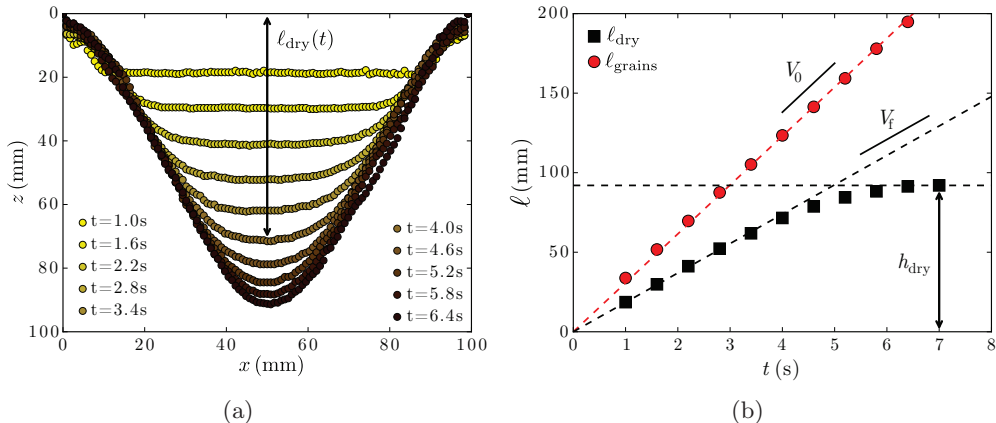 0
20
40
60
80
100
z (mm)
ℓdry(t)
t=1.0s
t=1.6s
t=2.2s
t=2.8s
t=3.4s
t=4.0s
t=4.6s
t=5.2s
t=5.8s
t=6.4s
0 20 40 60 80 100
x (mm)
(a)
200
150
100
50
0
ℓ (mm)
ℓdry
ℓgrains
V0
Vf
hdry
0 1 2 3 4 5 6 7 8
t (s)
(b)